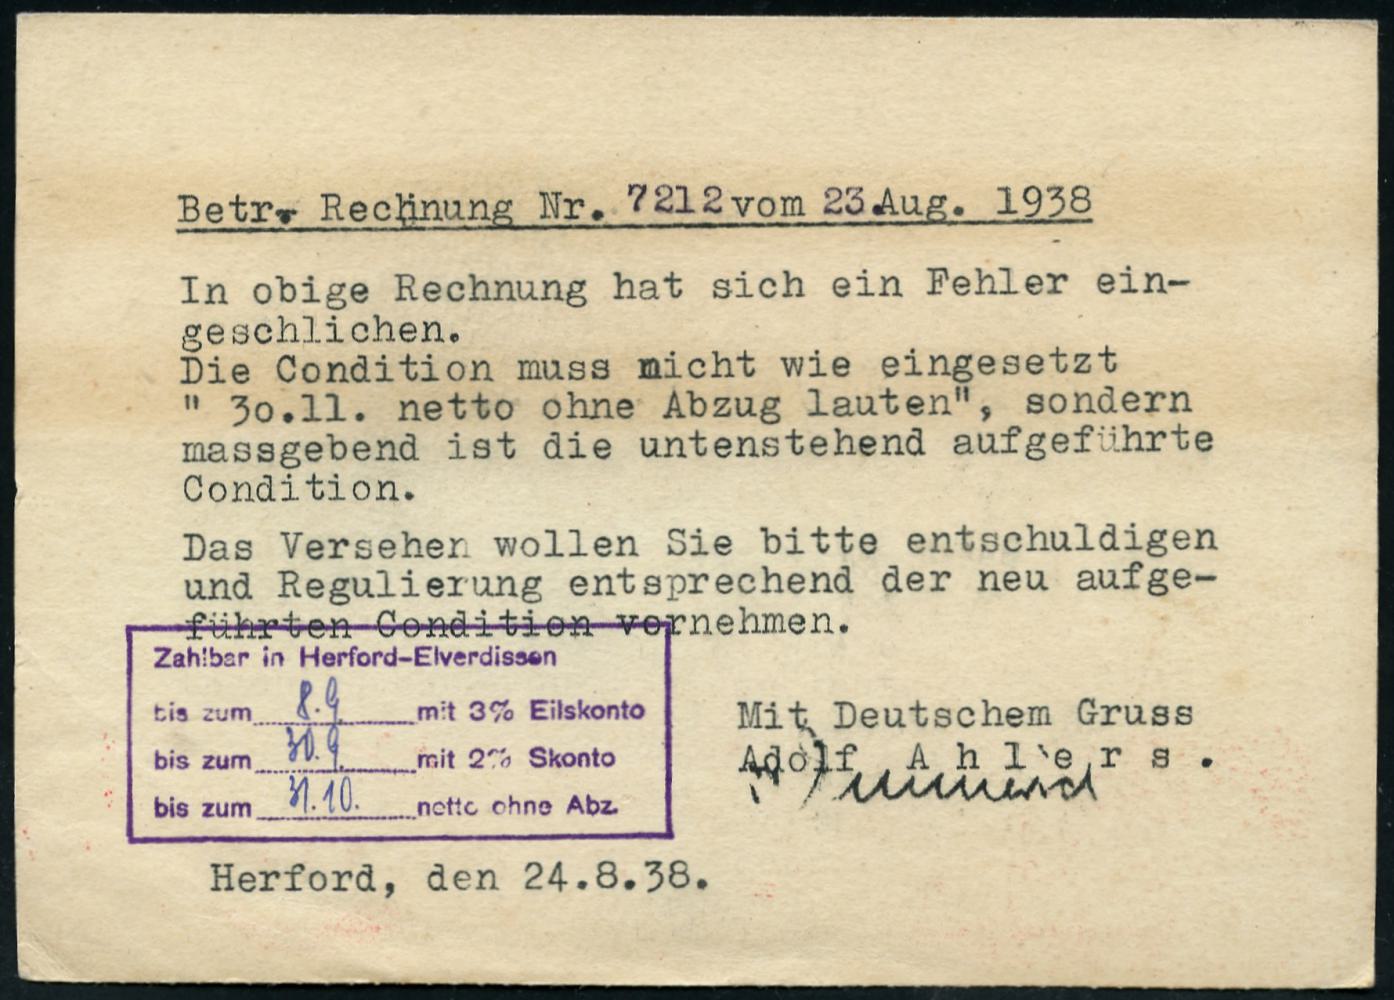 Betr. Rechnung Nr. 7212 vom 23.Aug. 1938
In obige Rechnung hat sich ein Fehler ein-
geschlichen.
Die Condition muss nicht wie eingesetzt
" 30.11. netto ohne Abzug lauten", sondern
massgebend ist die untenstehend aufgeführte
Condition.
Das Versehen wollen Sie bitte entschuldigen
und Regulierung entsprechend der neu aufge-
führten Condition vornehmen.
Zahlbar in Herford-Elverdissen
bis zum 8.9. mit 3% Eilskonto
bis zum 30.9. mit 2% Skonto
bis zum 31.10. netto ohne Abz.
Mit Deutschem Gruss
Adolf Ahlers.
Herford, den 24.8.38.